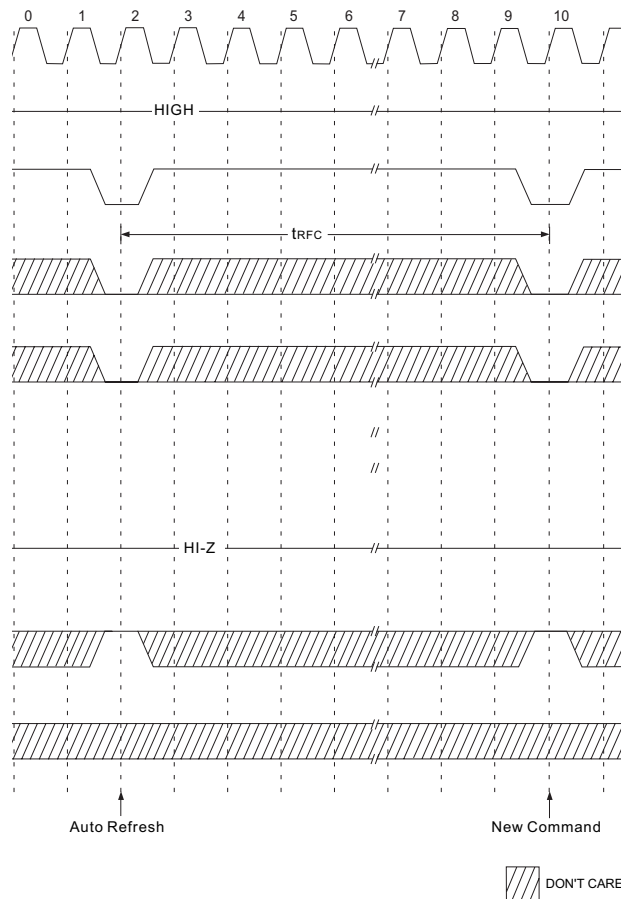 0 1 2 3 4 5 6 7 8 9 10
HIGH
tRFC
HI-Z
Auto Refresh New Command
DON'T CARE